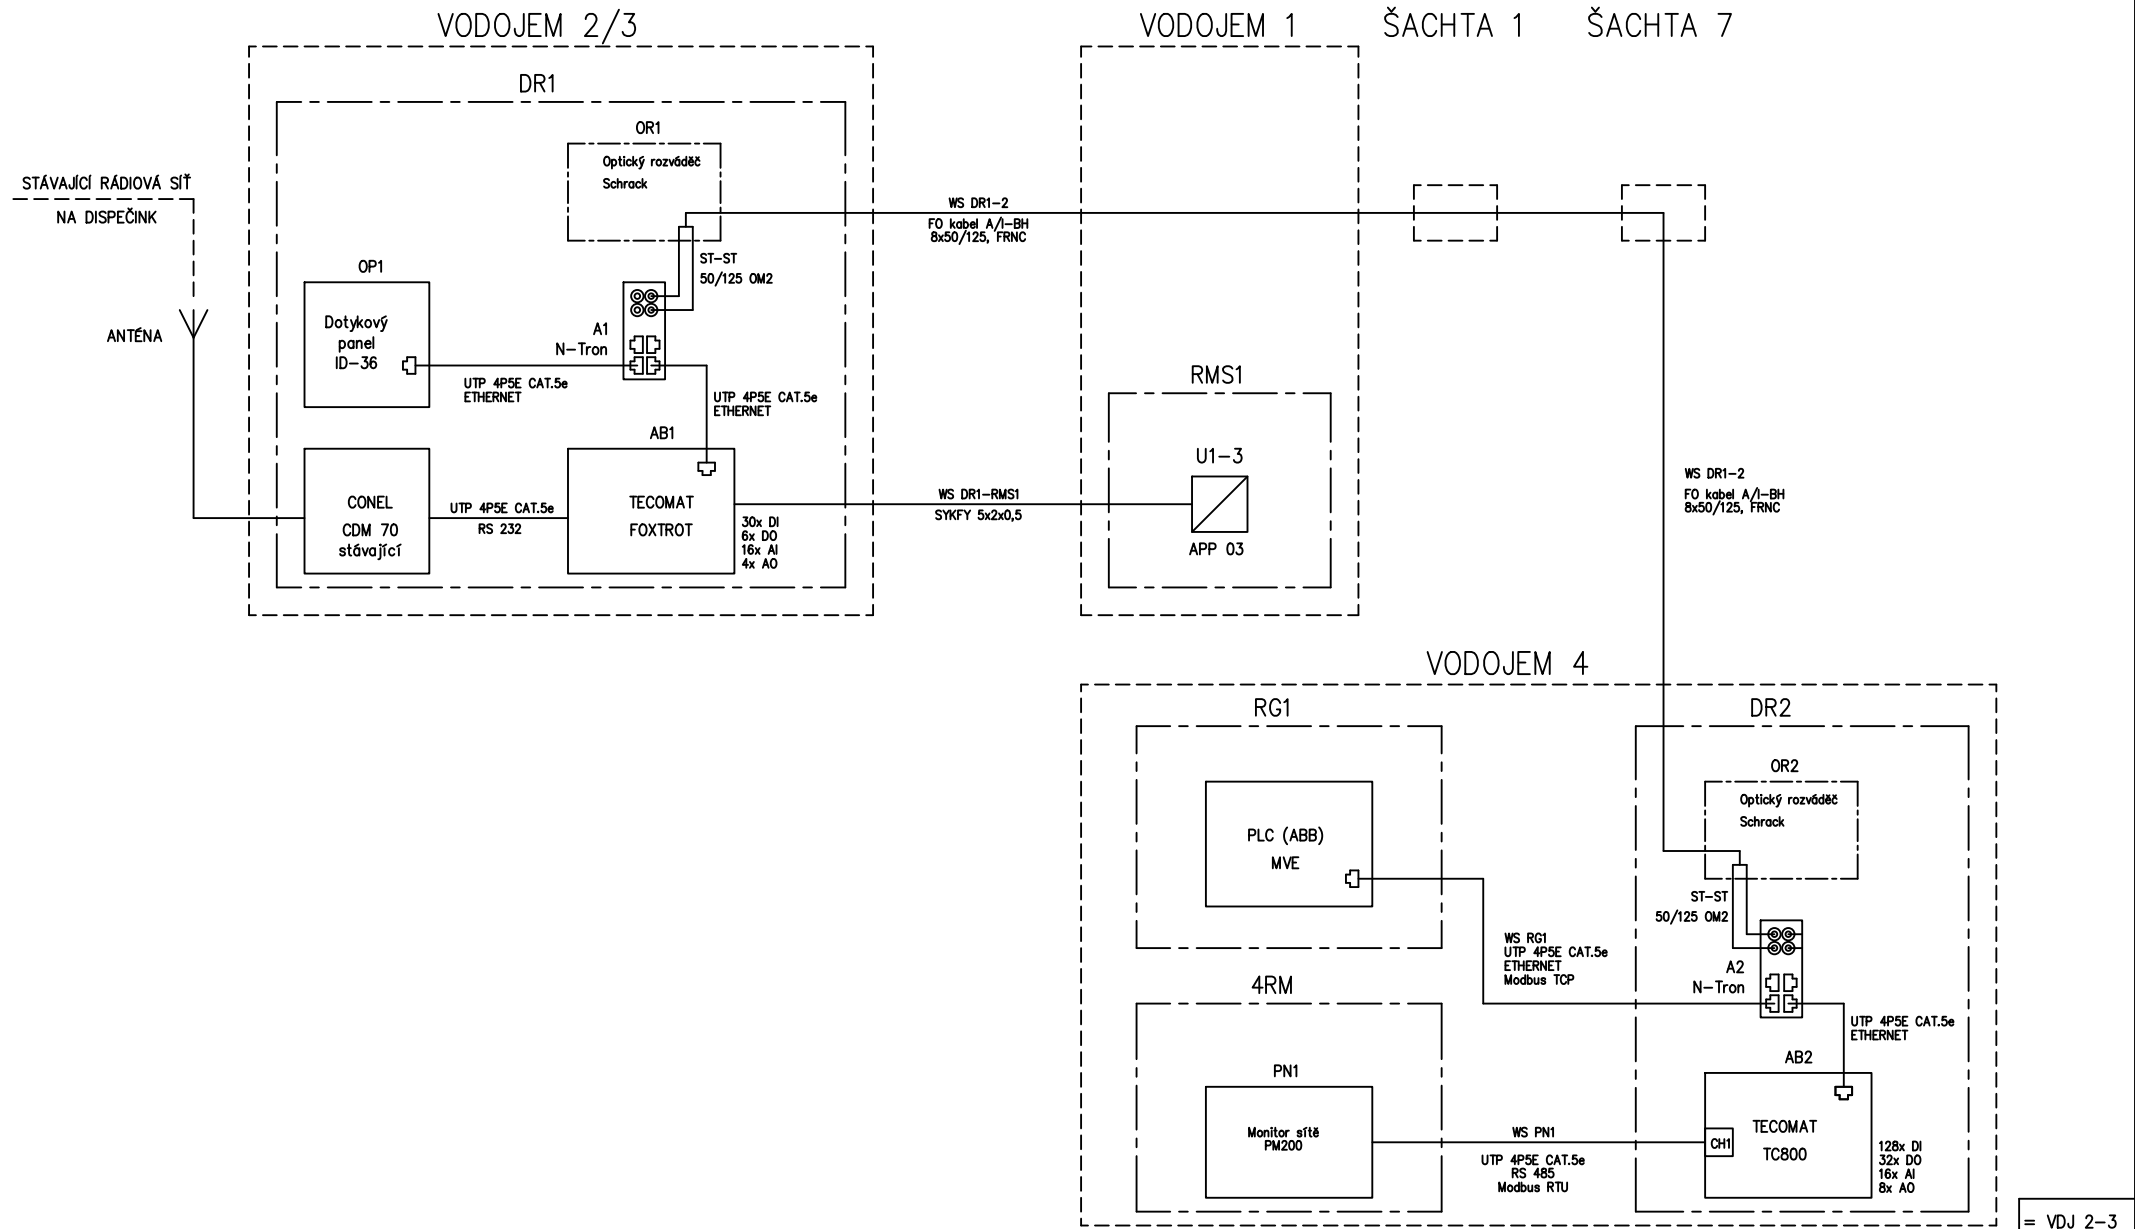 VODOJEM 2/3
VODOJEM 1
ŠACHTA 1
ŠACHTA 7
DR1
OR1
Optický rozváděč
Schrack
STÁVAJÍCÍ RÁDIOVÁ SÍŤ
NA DISPEČINK
ANTÉNA
WS DR1-2
FO kabel A/I-BH
8x50/125, FRNC
ST-ST
50/125 OM2
OP1
Dotykový
panel
ID-36
A1
N-Tron
UTP 4P5E CAT.5e
ETHERNET
UTP 4P5E CAT.5e
ETHERNET
AB1
CONEL
CDM 70
stávající
UTP 4P5E CAT.5e
RS 232
TECOMAT
FOXTROT
30x DI
6x DO
16x AI
4x AO
WS DR1-RMS1
SYKFY 5x2x0,5
RMS1
U1-3
APP 03
WS DR1-2
FO kabel A/I-BH
8x50/125, FRNC
VODOJEM 4
RG1
PLC (ABB)
MVE
DR2
OR2
Optický rozváděč
Schrack
ST-ST
50/125 OM2
WS RG1
UTP 4P5E CAT.5e
ETHERNET
Modbus TCP
A2
N-Tron
UTP 4P5E CAT.5e
ETHERNET
4RM
PN1
Monitor sítě
PM200
WS PN1
UTP 4P5E CAT.5e
RS 485
Modbus RTU
AB2
CH1
TECOMAT
TC800
128x DI
32x DO
16x AI
8x AO
= VDJ 2-3